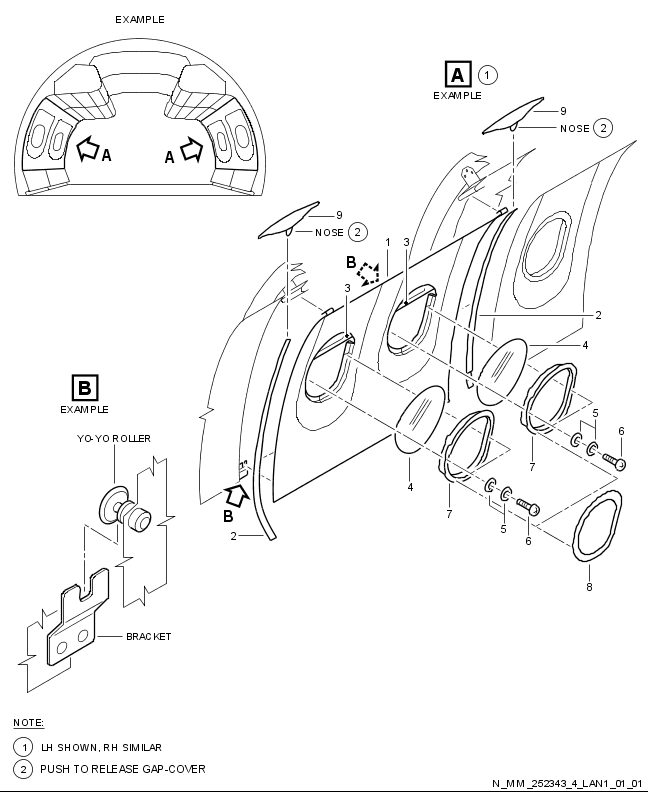 EXAMPLE
A
A
A 1
EXAMPLE
9
NOSE 2
9
NOSE 2
B
1
3
3
2
4
B
EXAMPLE
YO-YO ROLLER
5
6
7
4
7
5
6
B
2
8
BRACKET
NOTE:
1 LH SHOWN, RH SIMILAR
2 PUSH TO RELEASE GAP-COVER
N_MM_252343_4_LAN1_01_01